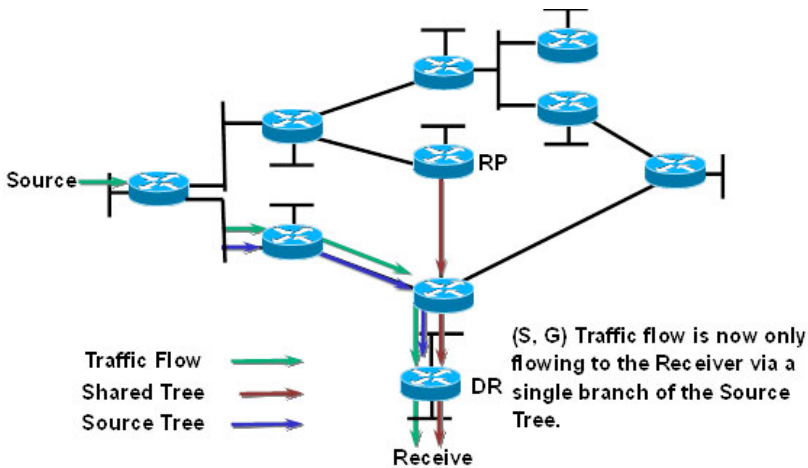 RP
Source
(S, G) Traffic flow is now only
flowing to the Receiver via a
single branch of the Source
Tree.
Traffic Flow
Shared Tree
Source Tree
DR
Receive